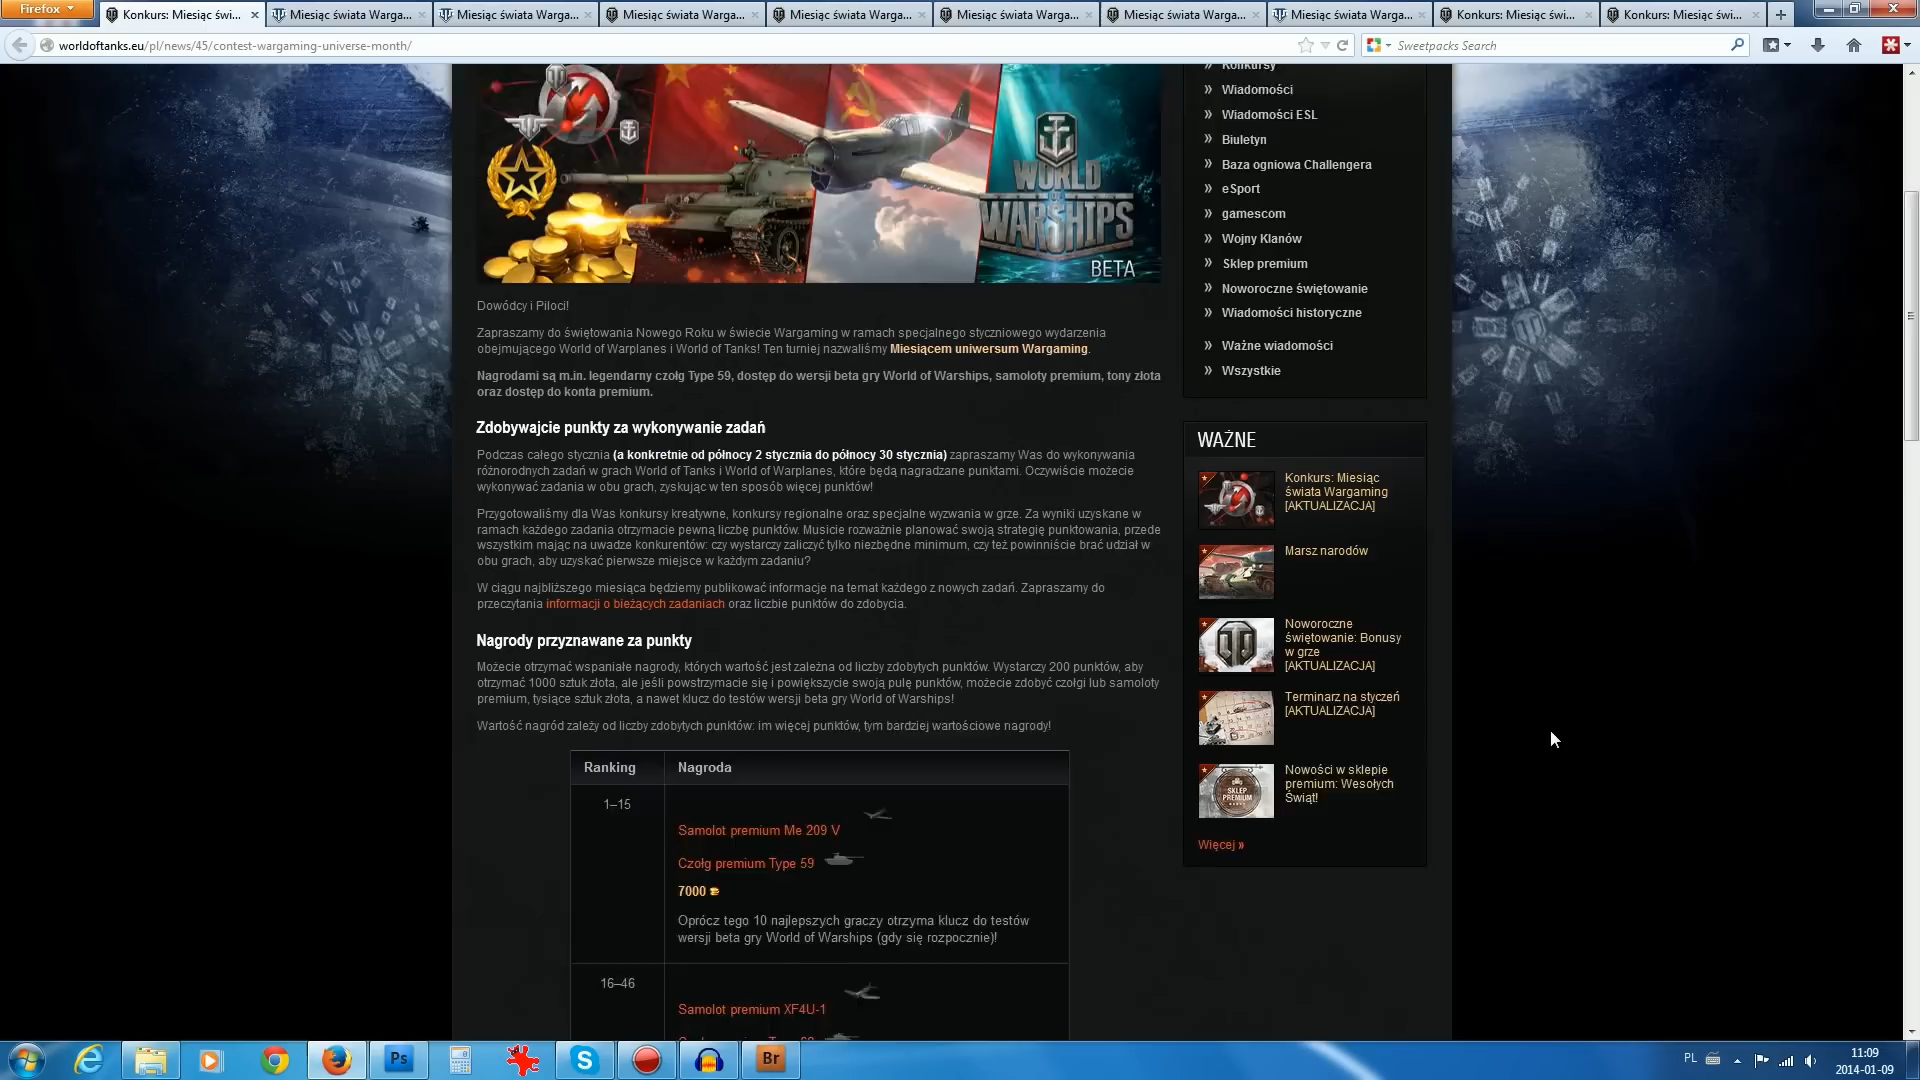 Firefox
Konkurs: Miesiąc świ...
Miesiąc świata Warga...
Miesiąc świata Warga...
Miesiąc świata Warga...
Miesiąc świata Warga...
Miesiąc świata Warga...
Miesiąc świata Warga...
Miesiąc świata Warga...
Konkurs: Miesiąc świ...
Konkurs: Miesiąc świ...
worldoftanks.eu/pl/news/45/contest-wargaming-universe-month/
Sweetpacks Search
WORLD
OF
WARSHIPS
BETA
Dowódcy i Piloci!
Zapraszamy do świętowania Nowego Roku w świecie Wargaming w ramach specjalnego styczniowego wydarzenia
obejmującego World of Warplanes i World of Tanks! Ten turniej nazwaliśmy Miesiącem uniwersum Wargaming.
Nagrodami są m.in. legendarny czołg Type 59, dostęp do wersji beta gry World of Warships, samoloty premium, tony złota
oraz dostęp do konta premium.
Zdobywajcie punkty za wykonywanie zadań
Podczas całego stycznia (a konkretnie od północy 2 stycznia do północy 30 stycznia) zapraszamy Was do wykonywania
różnorodnych zadań w grach World of Tanks i World of Warplanes, które będą nagradzane punktami. Oczywiście możecie
wykonywać zadania w obu grach, zyskując w ten sposób więcej punktów!
Przygotowaliśmy dla Was konkursy kreatywne, konkursy regionalne oraz specjalne wyzwania w grze. Za wyniki uzyskane w
ramach każdego zadania otrzymacie pewną liczbę punktów. Musicie rozważnie planować swoją strategię punktowania, przede
wszystkim mając na uwadze konkurentów: czy wystarczy zaliczyć tylko niezbędne minimum, czy też powinniście brać udział w
obu grach, aby uzyskać pierwsze miejsce w każdym zadaniu?
W ciągu najbliższego miesiąca będziemy publikować informacje na temat każdego z nowych zadań. Zapraszamy do
przeczytania informacji o bieżących zadaniach oraz liczbie punktów do zdobycia.
Nagrody przyznawane za punkty
Możecie otrzymać wspaniałe nagrody, których wartość jest zależna od liczby zdobytych punktów. Wystarczy 200 punktów, aby
otrzymać 1000 sztuk złota, ale jeśli powstrzymacie się i powiększycie swoją pulę punktów, możecie zdobyć czołgi lub samoloty
premium, tysiące sztuk złota, a nawet klucz do testów wersji beta gry World of Warships!
Wartość nagród zależy od liczby zdobytych punktów: im więcej punktów, tym bardziej wartościowe nagrody!
Ranking Nagroda
1–15
Samolot premium Me 209 V
Czołg premium Type 59
7000
Oprócz tego 10 najlepszych graczy otrzyma klucz do testów
wersji beta gry World of Warships (gdy się rozpocznie)!
16–46
Samolot premium XF4U-1
Konkursy
» Wiadomości
» Wiadomości ESL
» Biuletyn
» Baza ogniowa Challengera
» eSport
» gamescom
» Wojny Klanów
» Sklep premium
» Noworoczne świętowanie
» Wiadomości historyczne
» Ważne wiadomości
» Wszystkie
WAŻNE
Konkurs: Miesiąc
świata Wargaming
[AKTUALIZACJA]
Marsz narodów
Noworoczne
świętowanie: Bonusy
w grze
[AKTUALIZACJA]
Terminarz na styczeń
[AKTUALIZACJA]
SKLEP
PREMIUM
Nowości w sklepie
premium: Wesołych
Świąt!
Więcej »
Ps
Br
PL
11:09
2014-01-09